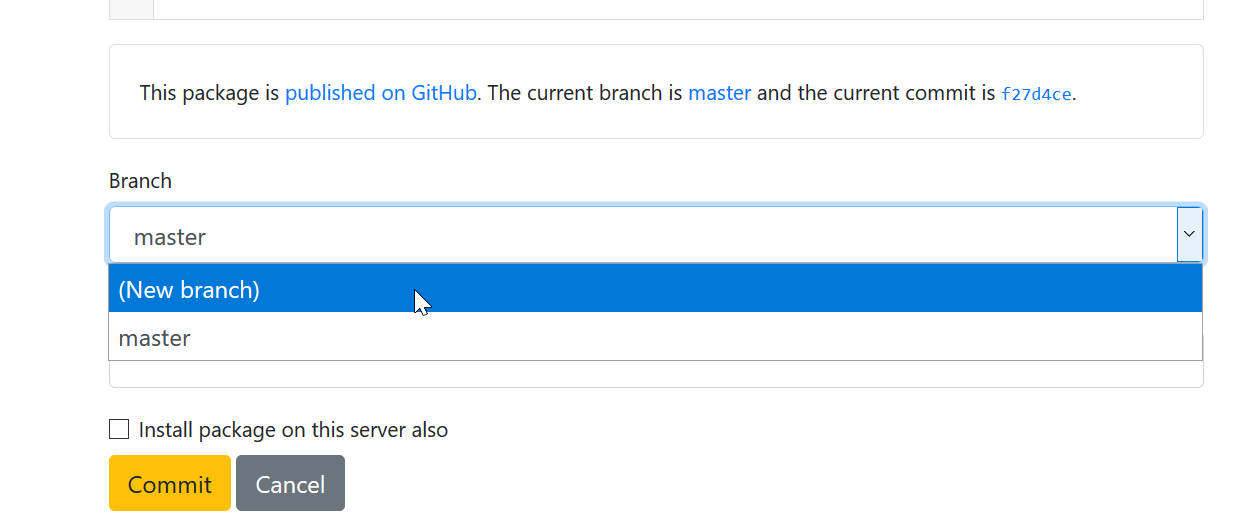 This package is published on GitHub. The current branch is master and the current commit is f27d4ce.
Branch
master
(New branch)
master
Install package on this server also
Commit Cancel